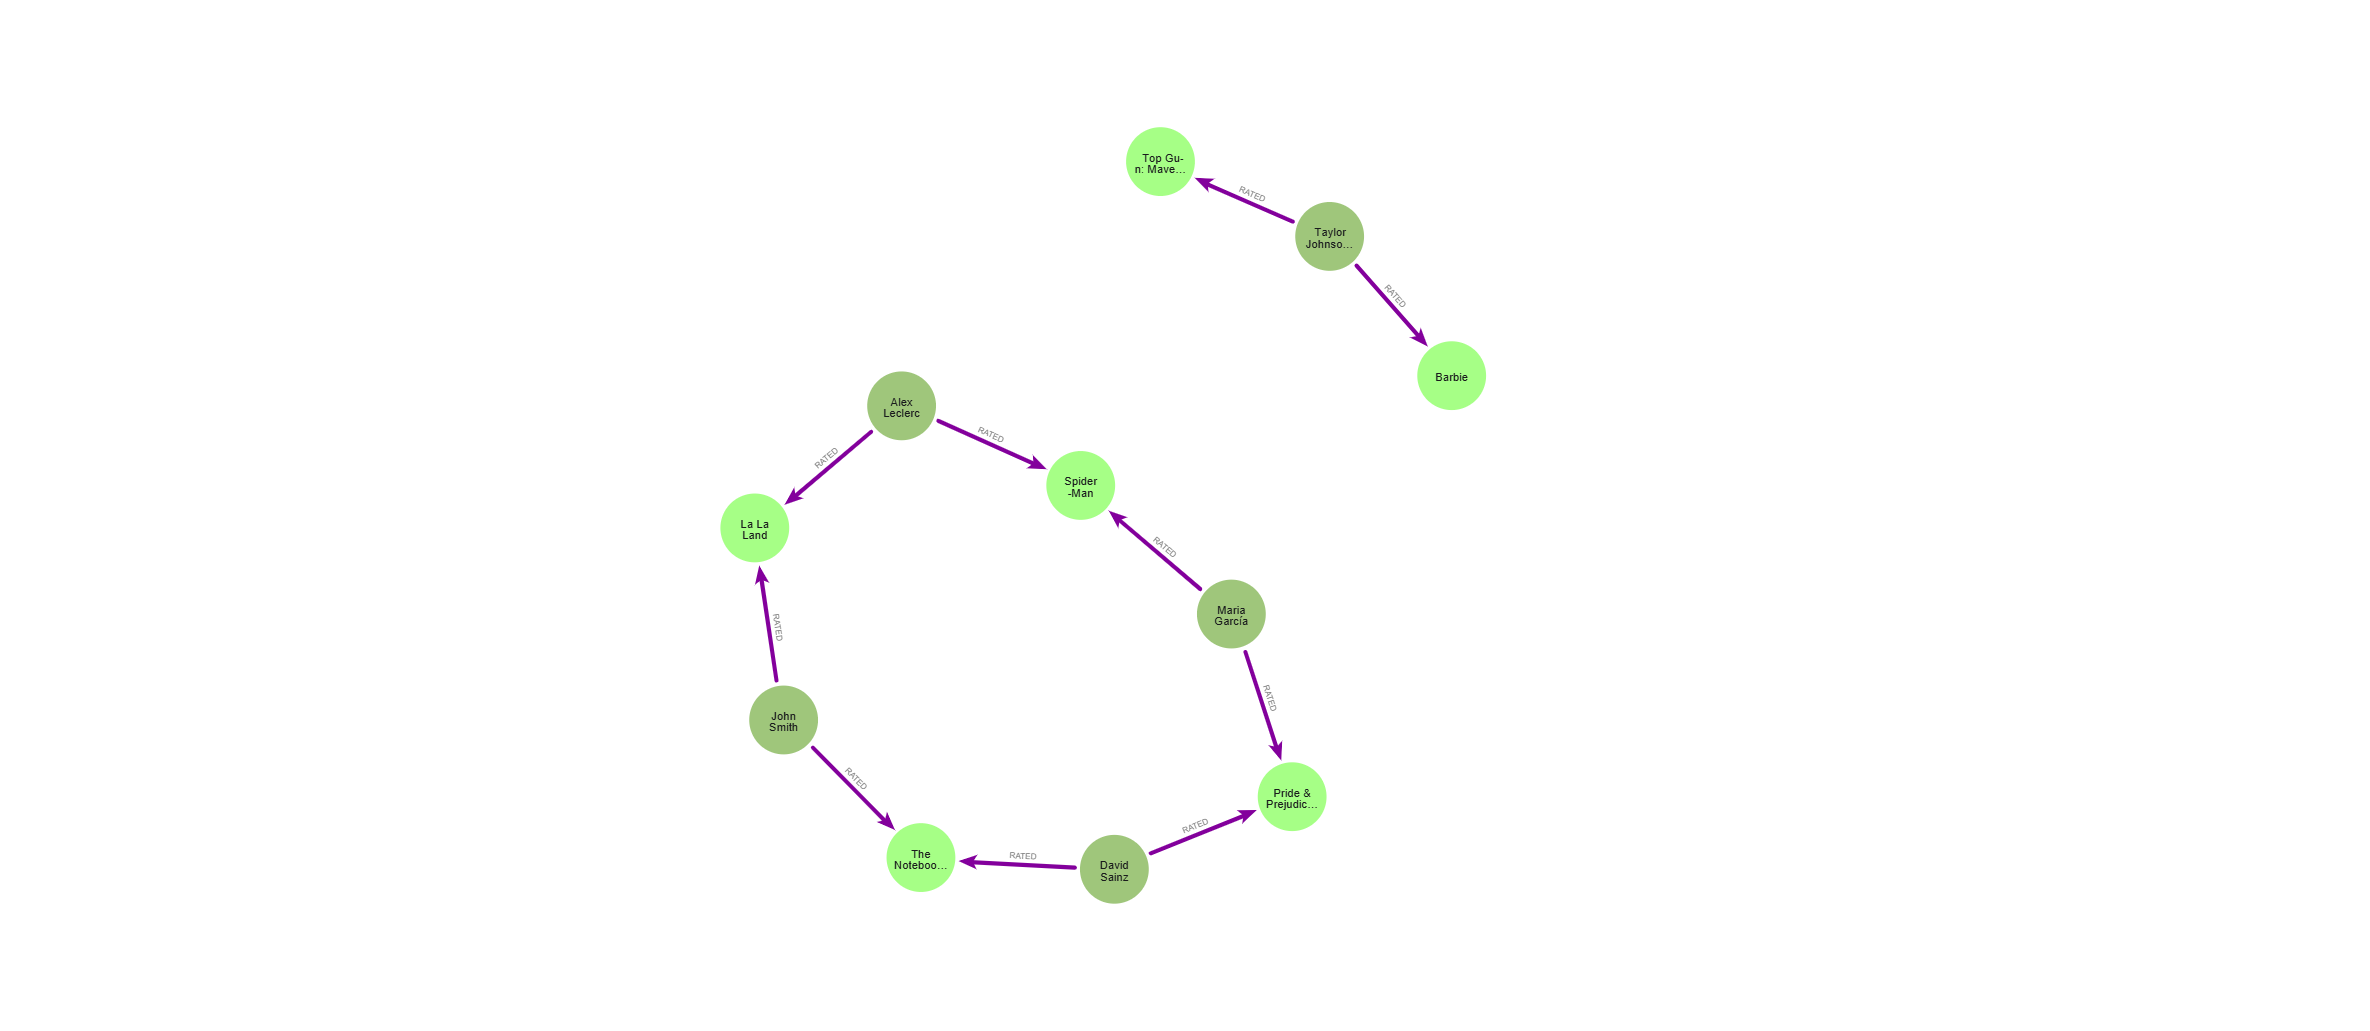 Top Gu-
n: Mave...
RATED
Taylor
Johnso...
RATED
Barbie
Alex
Leclerc
RATED
RATED
Spider
-Man
La La
Land
RATED
Maria
García
RATED
RATED
John
Smith
RATED
Pride &
Prejudic...
RATED
The
Noteboo...
RATED
David
Sainz